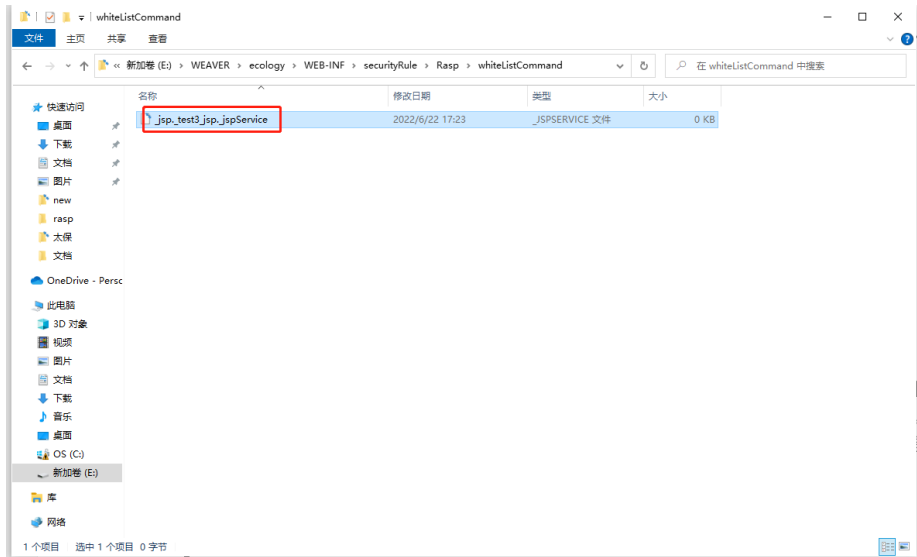 whiteListCommand
文件 主页 共享 查看
« 新加卷 (E:) › WEAVER › ecology › WEB-INF › securityRule › Rasp › whiteListCommand
在 whiteListCommand 中搜索
名称 修改日期 类型 大小
_jsp._test3_jsp._jspService 2022/6/22 17:23 _JSPSERVICE 文件 0 KB
快速访问
桌面
下载
文档
图片
new
rasp
太保
文档
OneDrive - Persc
此电脑
3D 对象
视频
图片
文档
下载
音乐
桌面
OS (C:)
新加卷 (E:)
库
网络
1 个项目 选中 1 个项目 0 字节